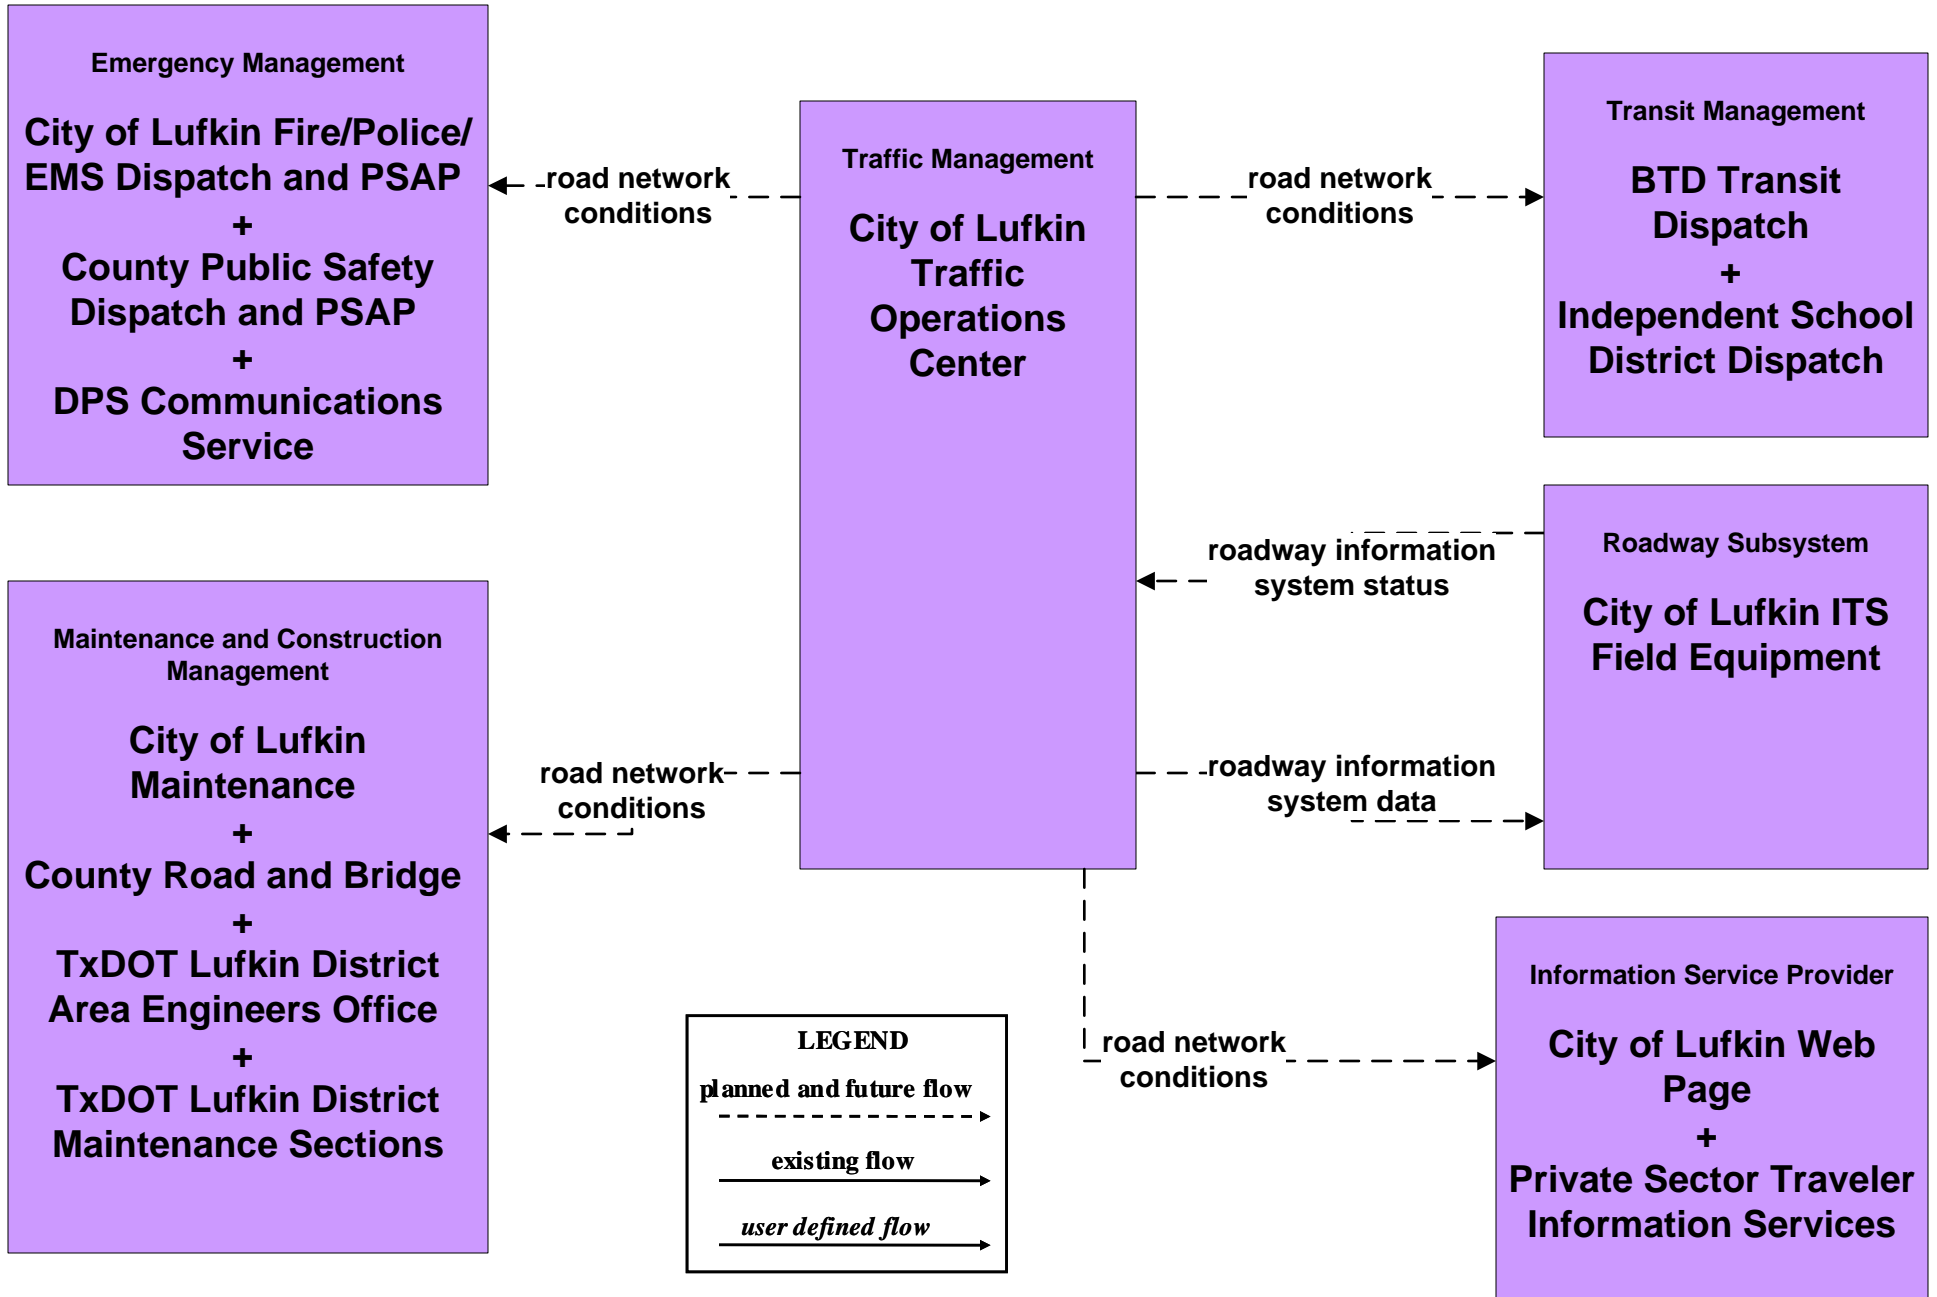 Emergency Management
City of Lufkin Fire/Police/
EMS Dispatch and PSAP
+
County Public Safety
Dispatch and PSAP
+
DPS Communications
Service
road network
conditions
Traffic Management
City of Lufkin
Traffic
Operations
Center
road network
conditions
Transit Management
BTD Transit
Dispatch
+
Independent School
District Dispatch
roadway information
system status
Roadway Subsystem
City of Lufkin ITS
Field Equipment
roadway information
system data
Maintenance and Construction
Management
City of Lufkin
Maintenance
+
County Road and Bridge
+
TxDOT Lufkin District
Area Engineers Office
+
TxDOT Lufkin District
Maintenance Sections
road network
conditions
LEGEND
planned and future flow
existing flow
user defined flow
road network
conditions
Information Service Provider
City of Lufkin Web
Page
+
Private Sector Traveler
Information Services